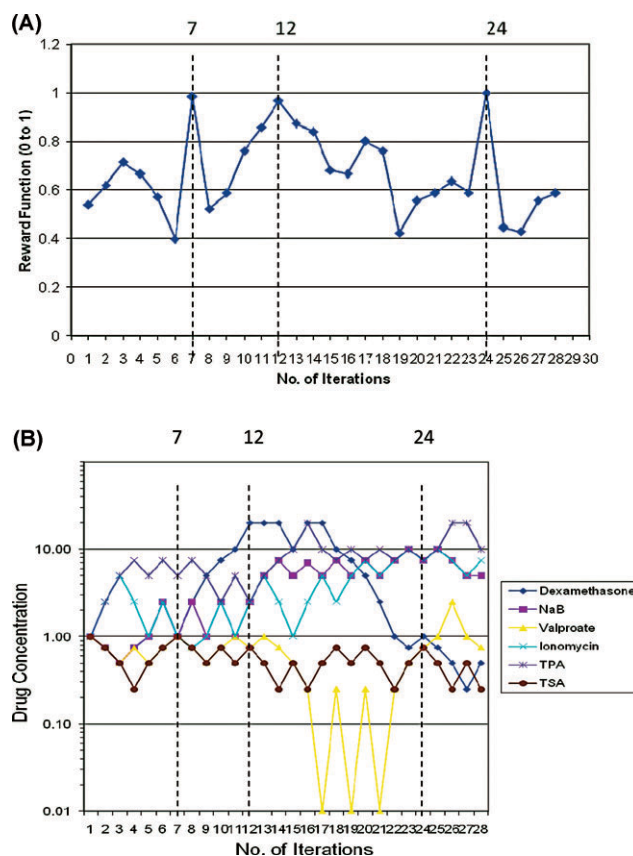 (A)
7 12 24
1.2
1
0.8
0.6
0.4
0.2
0
Reward Function (0 to 1)
0 1 2 3 4 5 6 7 8 9 10 11 12 13 14 15 16 17 18 19 20 21 22 23 24 25 26 27 28 29 30
No. of Iterations
(B)
7 12 24
10.00
1.00
0.10
0.01
Drug Concentration
1 2 3 4 5 6 7 8 9 10 11 12 13 14 15 16 17 18 19 20 21 22 23 24 25 26 27 28
No. of Iterations
Dexamethasone
NaB
Valproate
Ionomycin
TPA
TSA